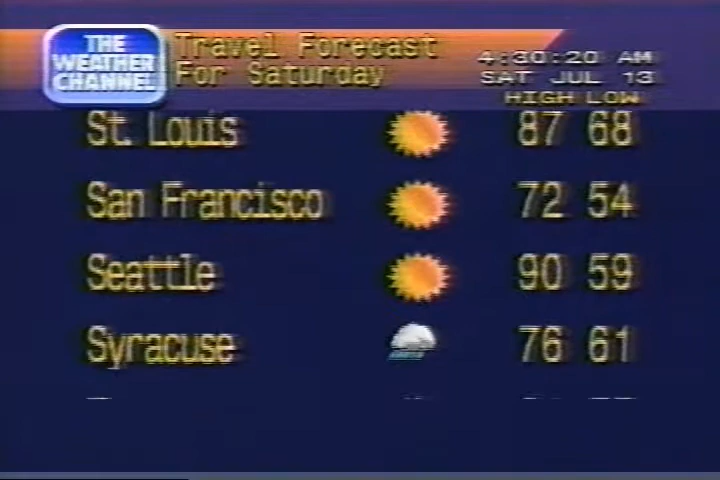 THE
WEATHER
CHANNEL
Travel Forecast
For Saturday
4:30:20 AM
SAT JUL 13
HIGH LOW
St. Louis 87 68
San Francisco 72 54
Seattle 90 59
Syracuse 76 61